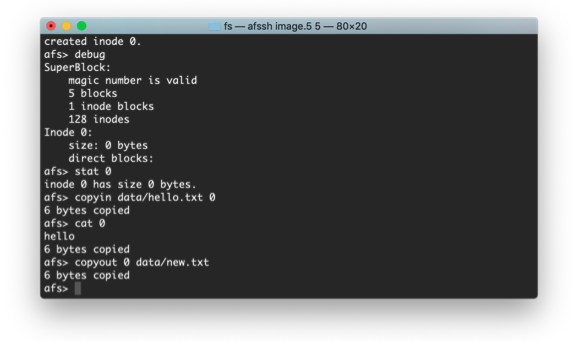 fs — afssh image.5 5 — 80×20
created inode 0.
afs> debug
SuperBlock:
    magic number is valid
    5 blocks
    1 inode blocks
    128 inodes
Inode 0:
    size: 0 bytes
    direct blocks:
afs> stat 0
inode 0 has size 0 bytes.
afs> copyin data/hello.txt 0
6 bytes copied
afs> cat 0
hello
6 bytes copied
afs> copyout 0 data/new.txt
6 bytes copied
afs>